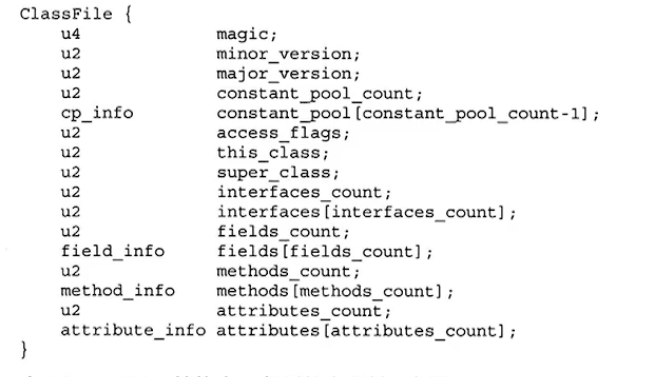 ClassFile {
u4 magic;
u2 minor_version;
u2 major_version;
u2 constant_pool_count;
cp_info constant_pool[constant_pool_count-1];
u2 access_flags;
u2 this_class;
u2 super_class;
u2 interfaces_count;
u2 interfaces[interfaces_count];
u2 fields_count;
field_info fields[fields_count];
u2 methods_count;
method_info methods[methods_count];
u2 attributes_count;
attribute_info attributes[attributes_count];
}